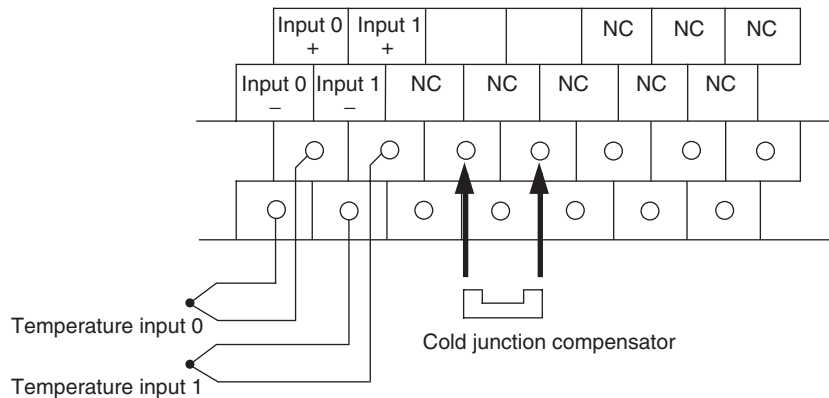 Input 0 Input 1 NC NC NC
+ +
Input 0 Input 1 NC NC NC NC NC
– –
Temperature input 0
Cold junction compensator
Temperature input 1